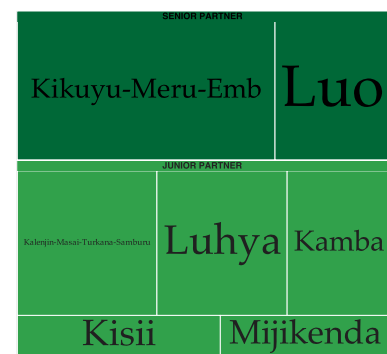 SENIOR PARTNER
Kikuyu-Meru-Emb
Luo
JUNIOR PARTNER
Kalenjin-Masai-Turkana-Samburu
Luhya
Kamba
Kisii
Mijikenda